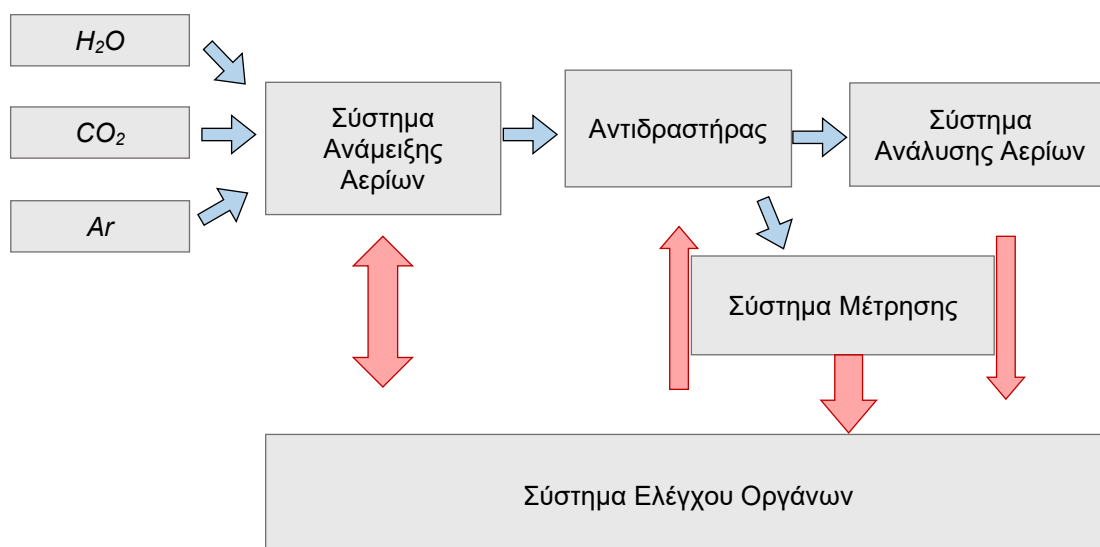 H₂O
CO₂
Ar
Σύστημα
Ανάμειξης
Αερίων
Αντιδραστήρας
Σύστημα
Ανάλυσης Αερίων
Σύστημα Μέτρησης
Σύστημα Ελέγχου Οργάνων